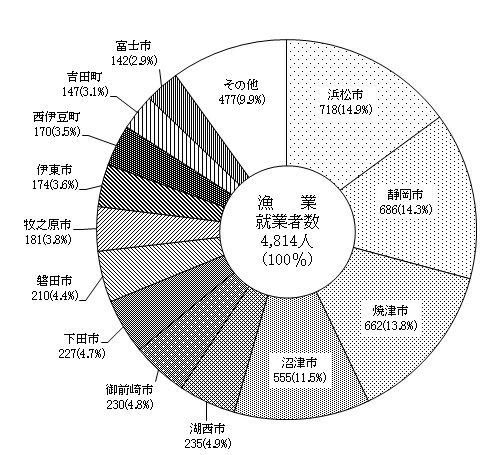 富士市
142(2.9%)
吉田町
147(3.1%)
西伊豆町
170(3.5%)
伊東市
174(3.6%)
牧之原市
181(3.8%)
磐田市
210(4.4%)
下田市
227(4.7%)
御前崎市
230(4.8%)
湖西市
235(4.9%)
沼津市
555(11.5%)
焼津市
662(13.8%)
静岡市
686(14.3%)
浜松市
718(14.9%)
その他
477(9.9%)
漁　業
就業者数
4,814人
(100%)